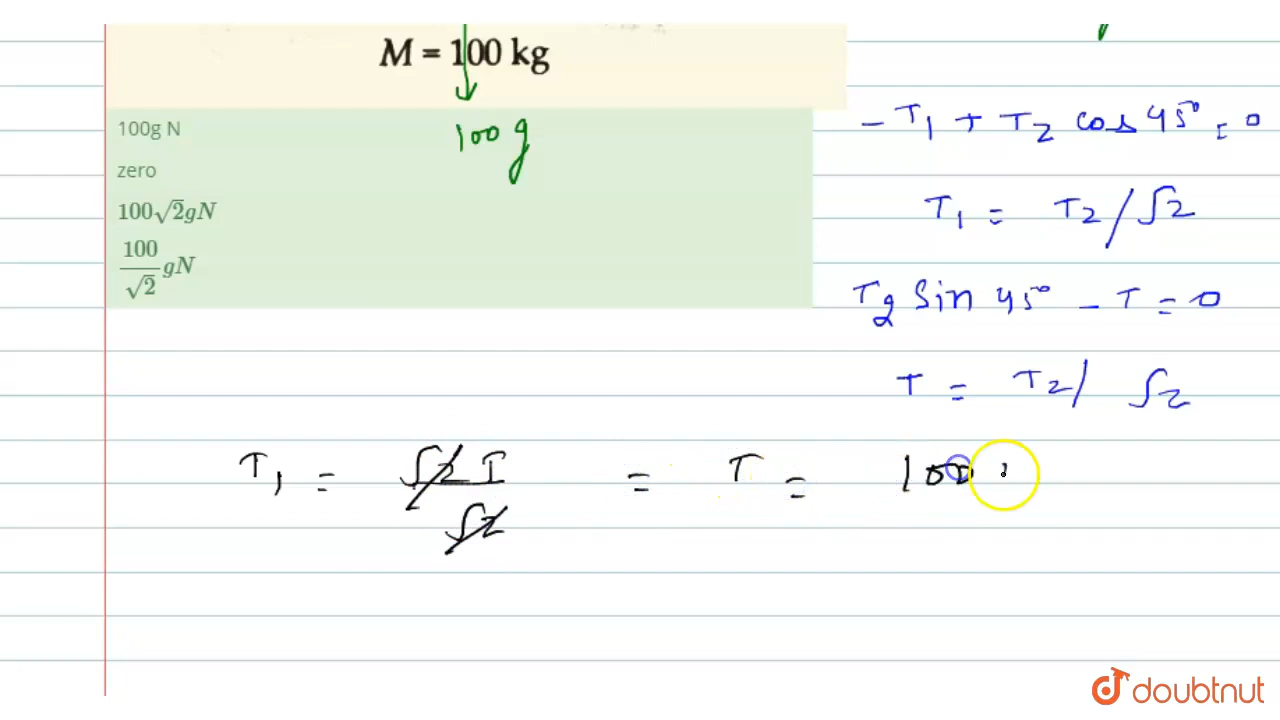 M = 100 kg
100g N
zero
100√2gN
100/√2 gN
100 g
- T1 + T2 cos 45° = 0
T1 = T2/√2
T2 Sin 45° - T = 0
T = T2/ √2
T1 = √2 T / √2 = T = 100
doubtnut